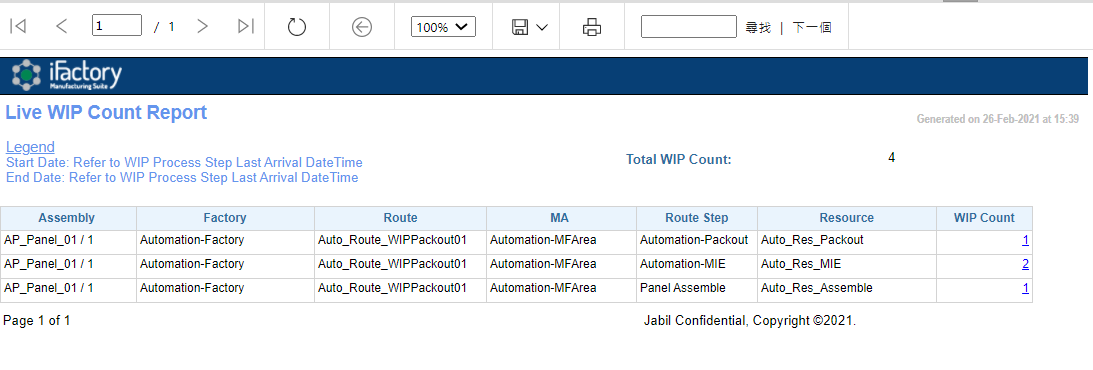 1 / 1 100% 尋找 | 下一個
iFactory
Manufacturing Suite
Live WIP Count Report
Generated on 26-Feb-2021 at 15:39
Legend
Start Date: Refer to WIP Process Step Last Arrival DateTime
End Date: Refer to WIP Process Step Last Arrival DateTime
Total WIP Count: 4
Assembly Factory Route MA Route Step Resource WIP Count
AP_Panel_01 / 1 Automation-Factory Auto_Route_WIPPackout01 Automation-MFArea Automation-Packout Auto_Res_Packout 1
AP_Panel_01 / 1 Automation-Factory Auto_Route_WIPPackout01 Automation-MFArea Automation-MIE Auto_Res_MIE 2
AP_Panel_01 / 1 Automation-Factory Auto_Route_WIPPackout01 Automation-MFArea Panel Assemble Auto_Res_Assemble 1
Page 1 of 1 Jabil Confidential, Copyright ©2021.